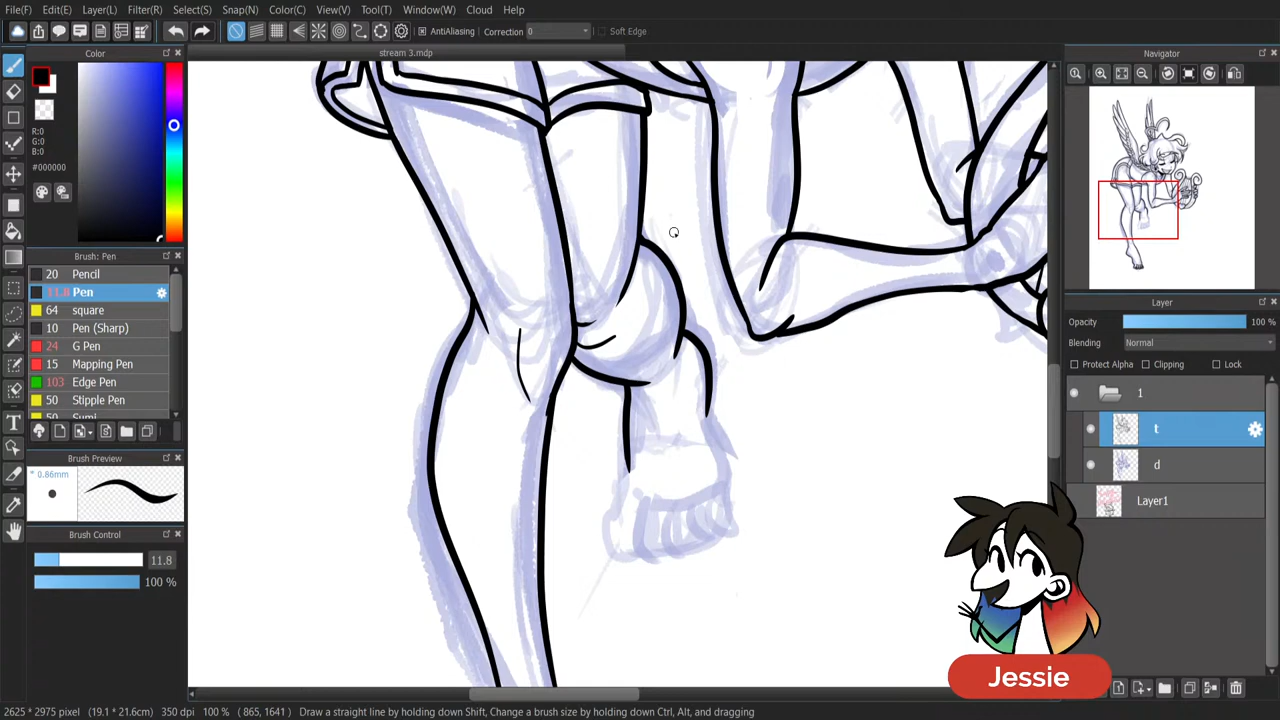 File(F) Edit(E) Layer(L) Filter(R) Select(S) Snap(N) Color(C) View(V) Tool(T) Window(W) Cloud Help
AntiAliasing Correction 0 Soft Edge
stream 3.mdp
Color
R:0
G:0
B:0
#000000
Brush: Pen
20 Pencil
11.8 Pen
64 square
10 Pen (Sharp)
24 G Pen
15 Mapping Pen
103 Edge Pen
50 Stipple Pen
50 Sumi
Brush Preview
* 0.86mm
Brush Control
11.8
100 %
Navigator
Layer
Opacity 100 %
Blending Normal
Protect Alpha Clipping Lock
1
t
d
Layer1
Jessie
2625 * 2975 pixel (19.1 * 21.6cm) 350 dpi 100 % ( 865, 1641) Draw a straight line by holding down Shift, Change a brush size by holding down Ctrl, Alt, and dragging